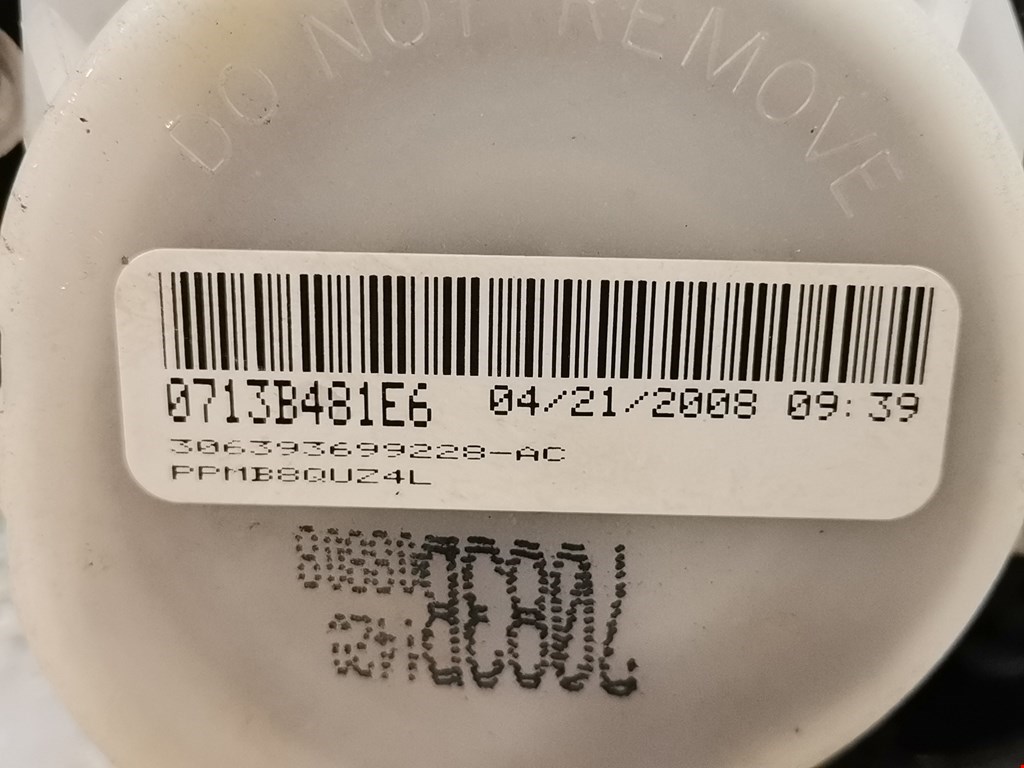 DO NOT REMOVE
0713B481E6 04/21/2008 09:39
306393699228-AC
PPMB8QUZ4L